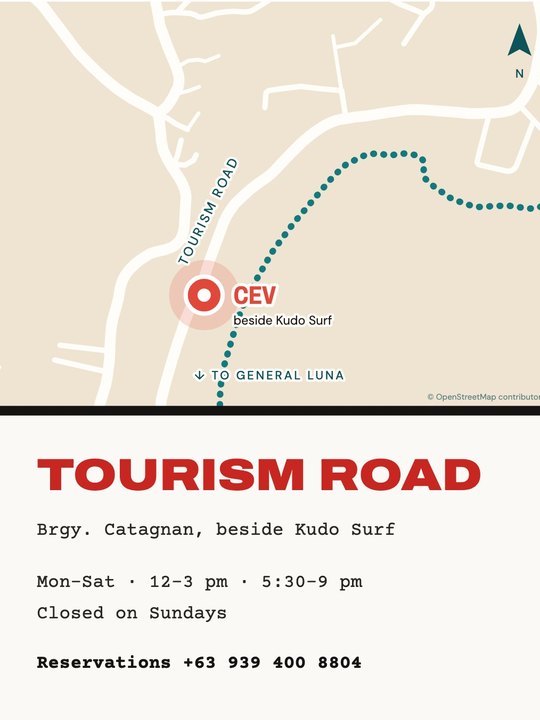 N
TOURISM ROAD
CEV
beside Kudo Surf
↓ TO GENERAL LUNA
© OpenStreetMap contributor
TOURISM ROAD
Brgy. Catagnan, beside Kudo Surf
Mon-Sat · 12-3 pm · 5:30-9 pm
Closed on Sundays
Reservations +63 939 400 8804